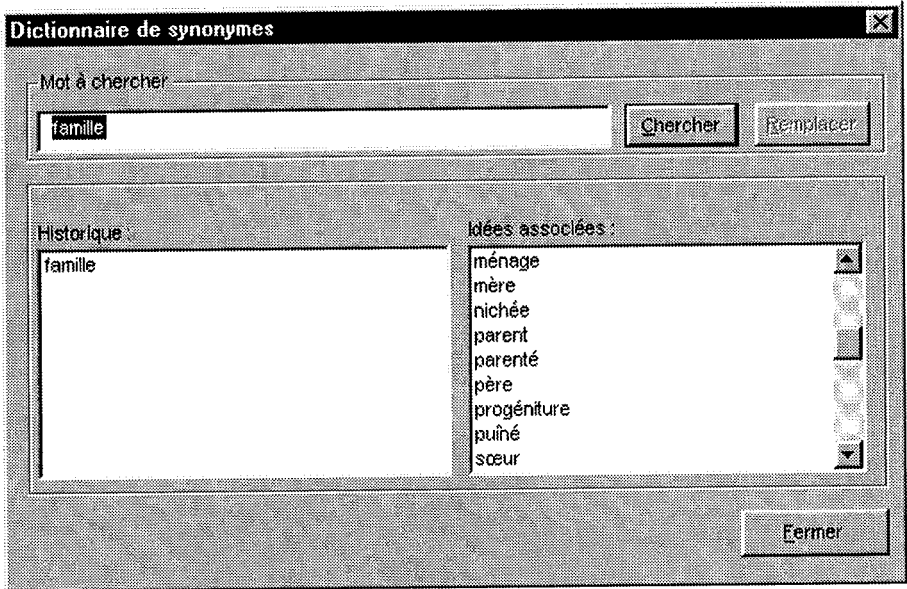 Dictionnaire de synonymes
Mot à chercher
famille
Chercher
Remplacer
Historique :
famille
Idées associées :
ménage
mère
nichée
parent
parenté
père
progéniture
puîné
sœur
Fermer